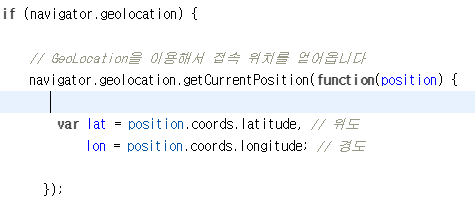 if (navigator.geolocation) {
// GeoLocation을 이용해서 접속 위치를 얻어옵니다
navigator.geolocation.getCurrentPosition(function(position) {
var lat = position.coords.latitude, // 위도
lon = position.coords.longitude; // 경도
});